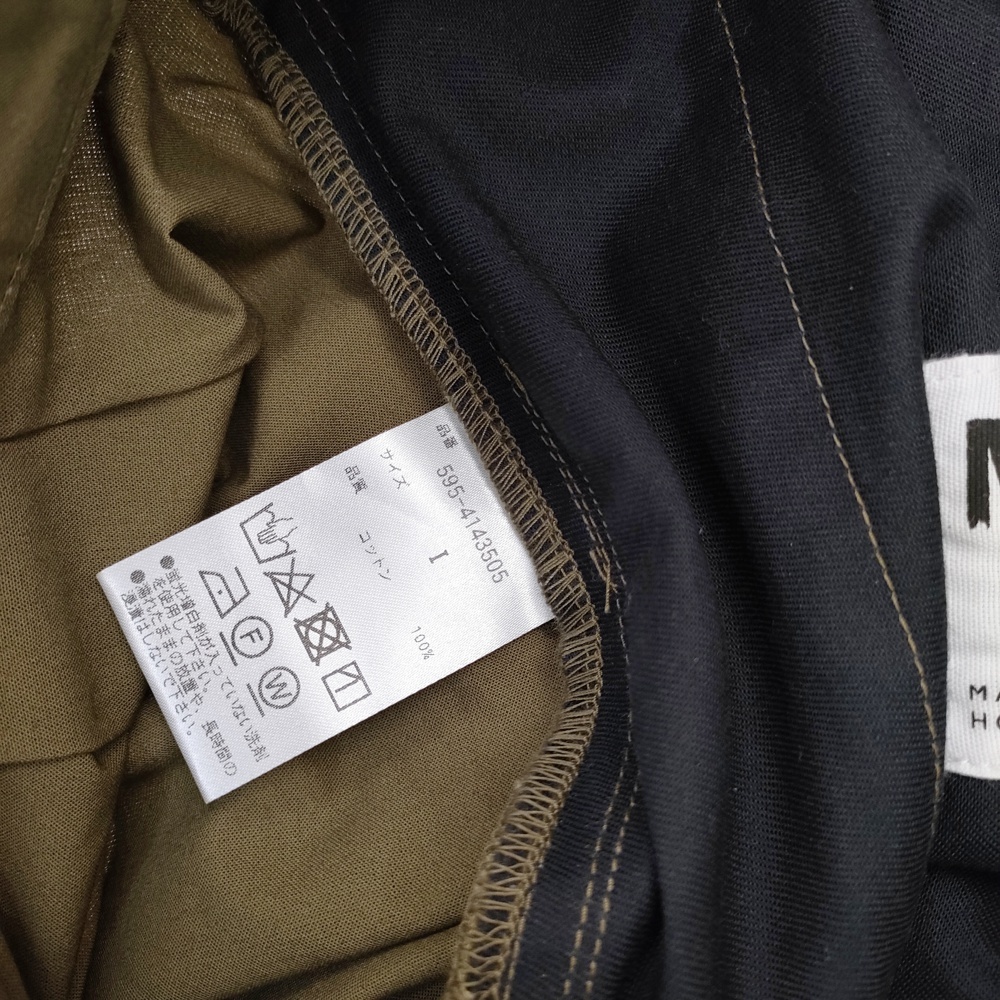 品番 595-4143505
サイズ I
品質 コットン 100%
F
W
●蛍光増白剤が入っていない洗剤
を使用して下さい。
●濡れたままの放置や、長時間の
浸漬はしないで下さい。
M
MA
HO